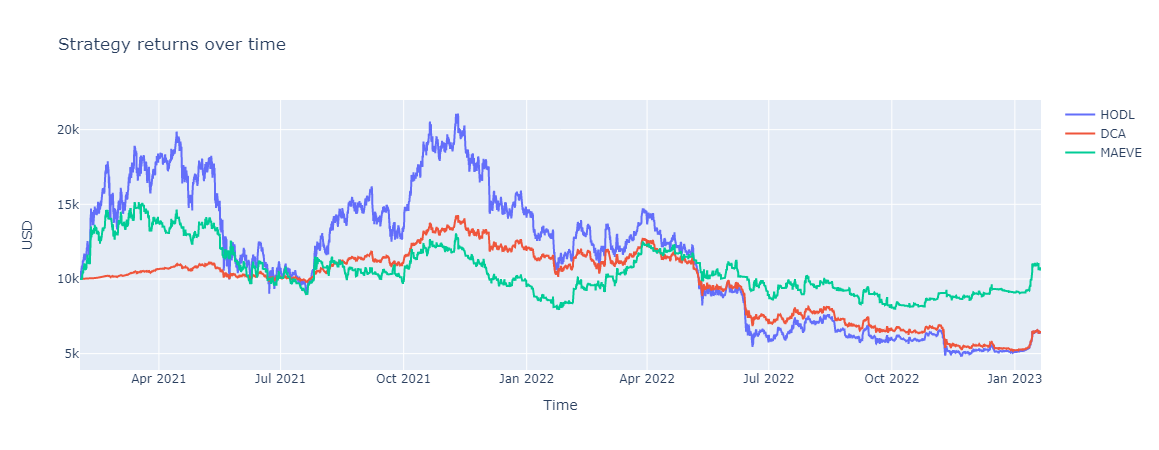 Strategy returns over time
USD
20k
15k
10k
5k
Apr 2021
Jul 2021
Oct 2021
Jan 2022
Apr 2022
Jul 2022
Oct 2022
Jan 2023
Time
HODL
DCA
MAEVE